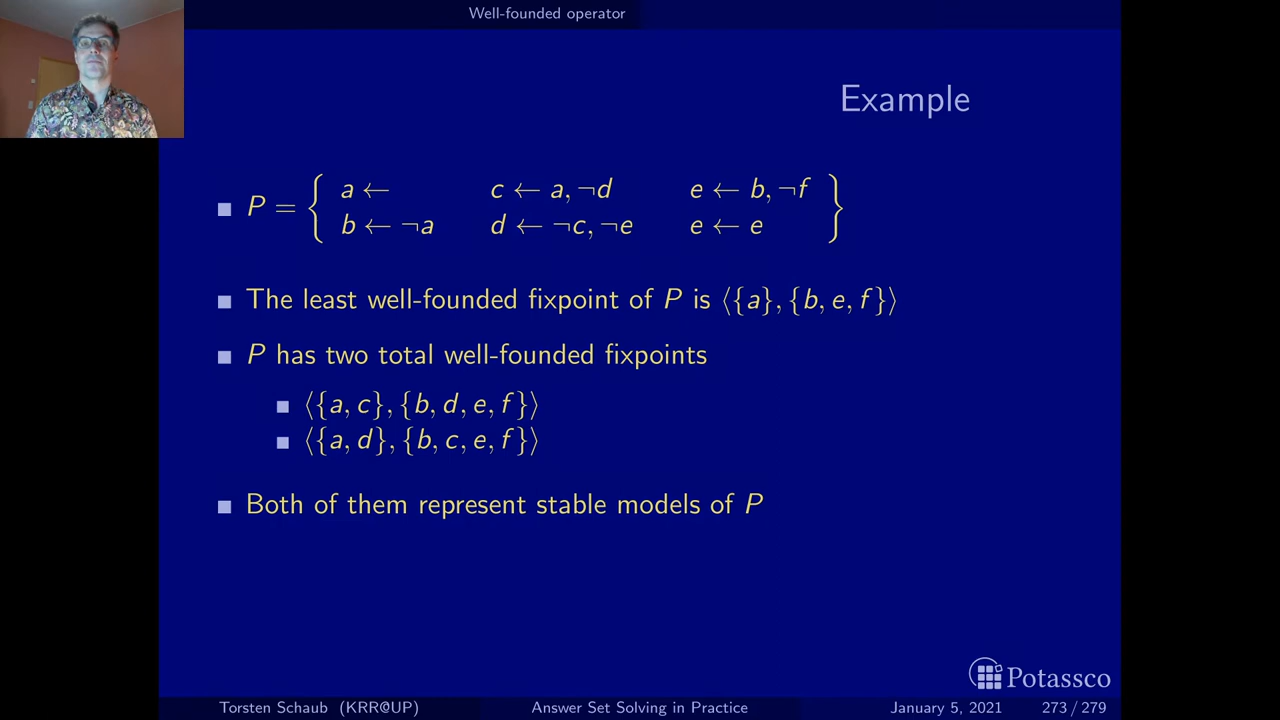 Well-founded operator
Example
P = { a ← c ← a, ¬d e ← b, ¬f
b ← ¬a d ← ¬c, ¬e e ← e }
The least well-founded fixpoint of P is ⟨{a}, {b, e, f}⟩
P has two total well-founded fixpoints
⟨{a, c}, {b, d, e, f}⟩
⟨{a, d}, {b, c, e, f}⟩
Both of them represent stable models of P
Potassco
Torsten Schaub (KRR@UP) Answer Set Solving in Practice January 5, 2021 273 / 279